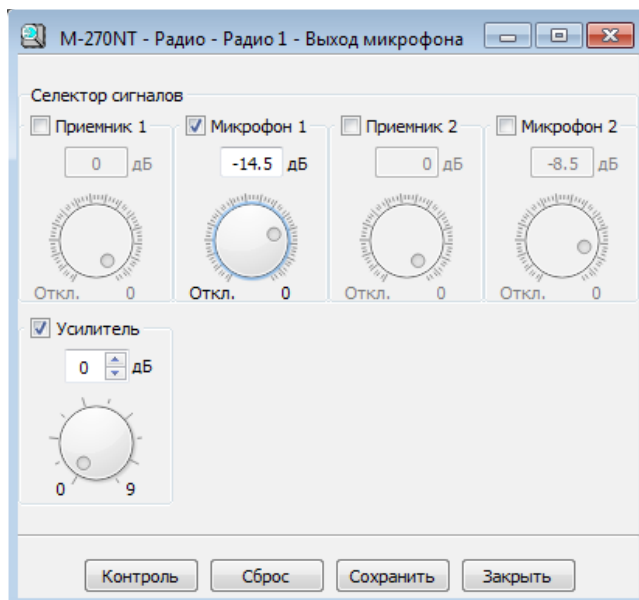 M-270NT - Радио - Радио 1 - Выход микрофона
Селектор сигналов
Приемник 1 Микрофон 1 Приемник 2 Микрофон 2
0 дБ -14.5 дБ 0 дБ -8.5 дБ
Откл. 0 Откл. 0 Откл. 0 Откл. 0
Усилитель
0 дБ
0 9
Контроль Сброс Сохранить Закрыть